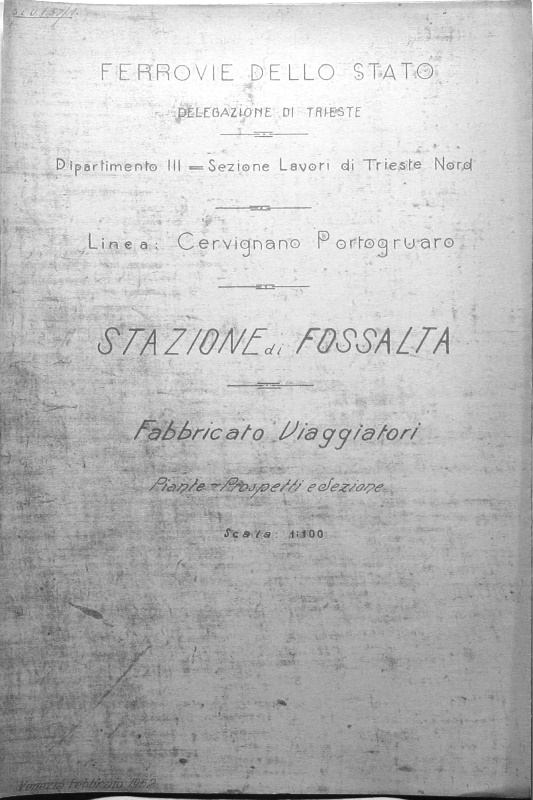 FERROVIE DELLO STATO
DELEGAZIONE DI TRIESTE
Dipartimento III = Sezione Lavori di Trieste Nord
Linea: Cervignano Portogruaro
STAZIONE di FOSSALTA
Fabbricato Viaggiatori
Piante - Prospetti e Sezione
Scala: 1:100
Febbraio